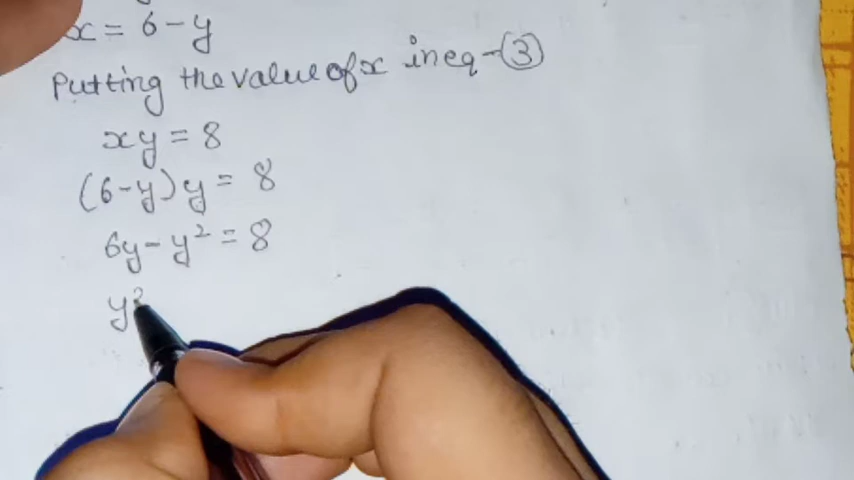 x = 6 - y
Putting the value of x in eq - ③
xy = 8
(6-y)y = 8
6y - y² = 8
y²